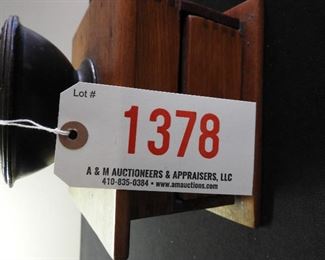 Lot #
1378
A & M AUCTIONEERS & APPRAISERS, LLC
410-835-0384 • www.amauctions.com